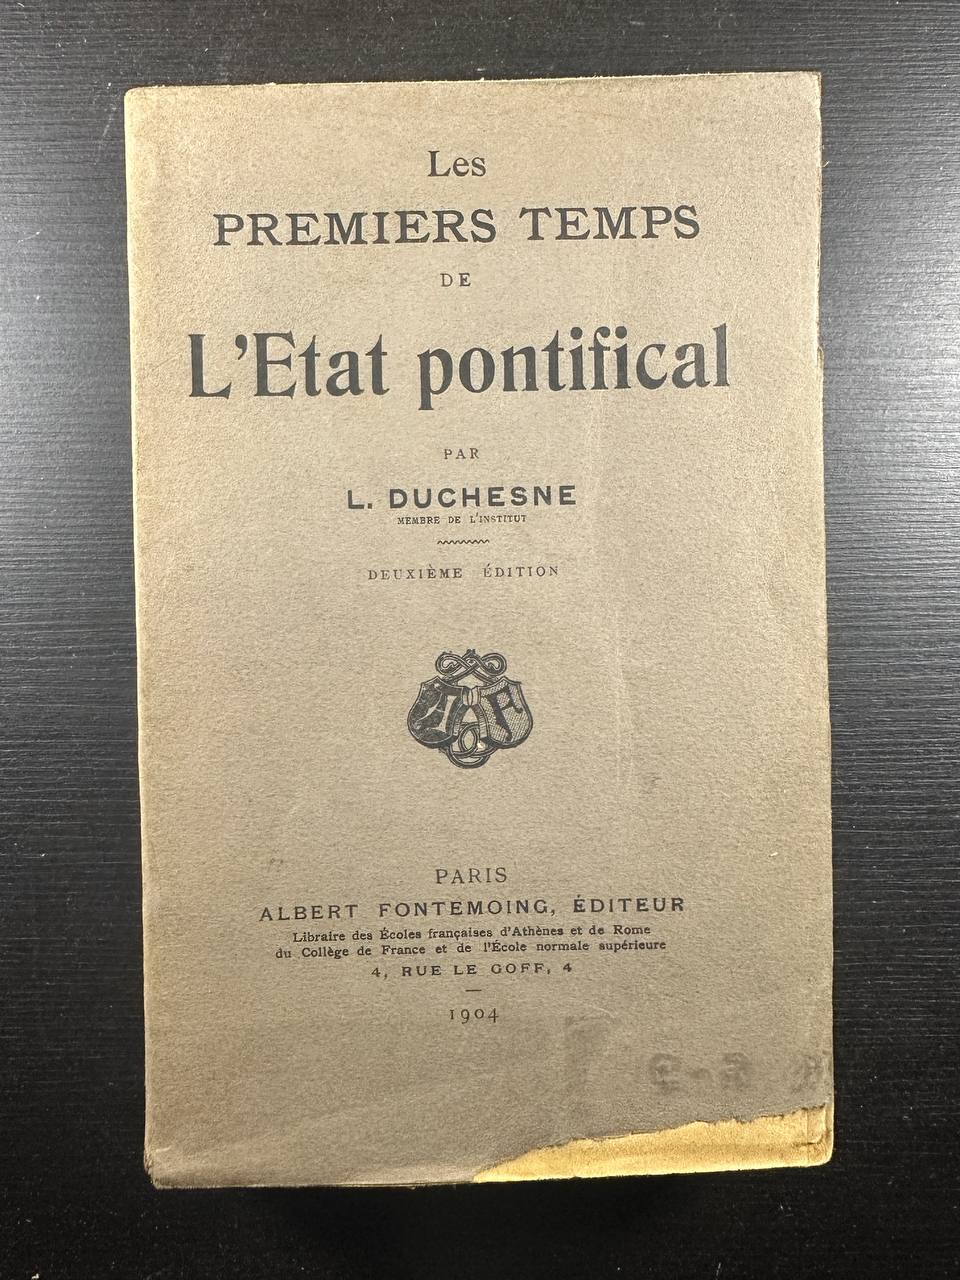 Les
PREMIERS TEMPS
DE
L'Etat pontifical
PAR
L. DUCHESNE
MEMBRE DE L'INSTITUT
DEUXIÈME ÉDITION
A F
PARIS
ALBERT FONTEMOING, ÉDITEUR
Libraire des Écoles françaises d'Athènes et de Rome
du Collège de France et de l'École normale supérieure
4, RUE LE GOFF, 4
1904